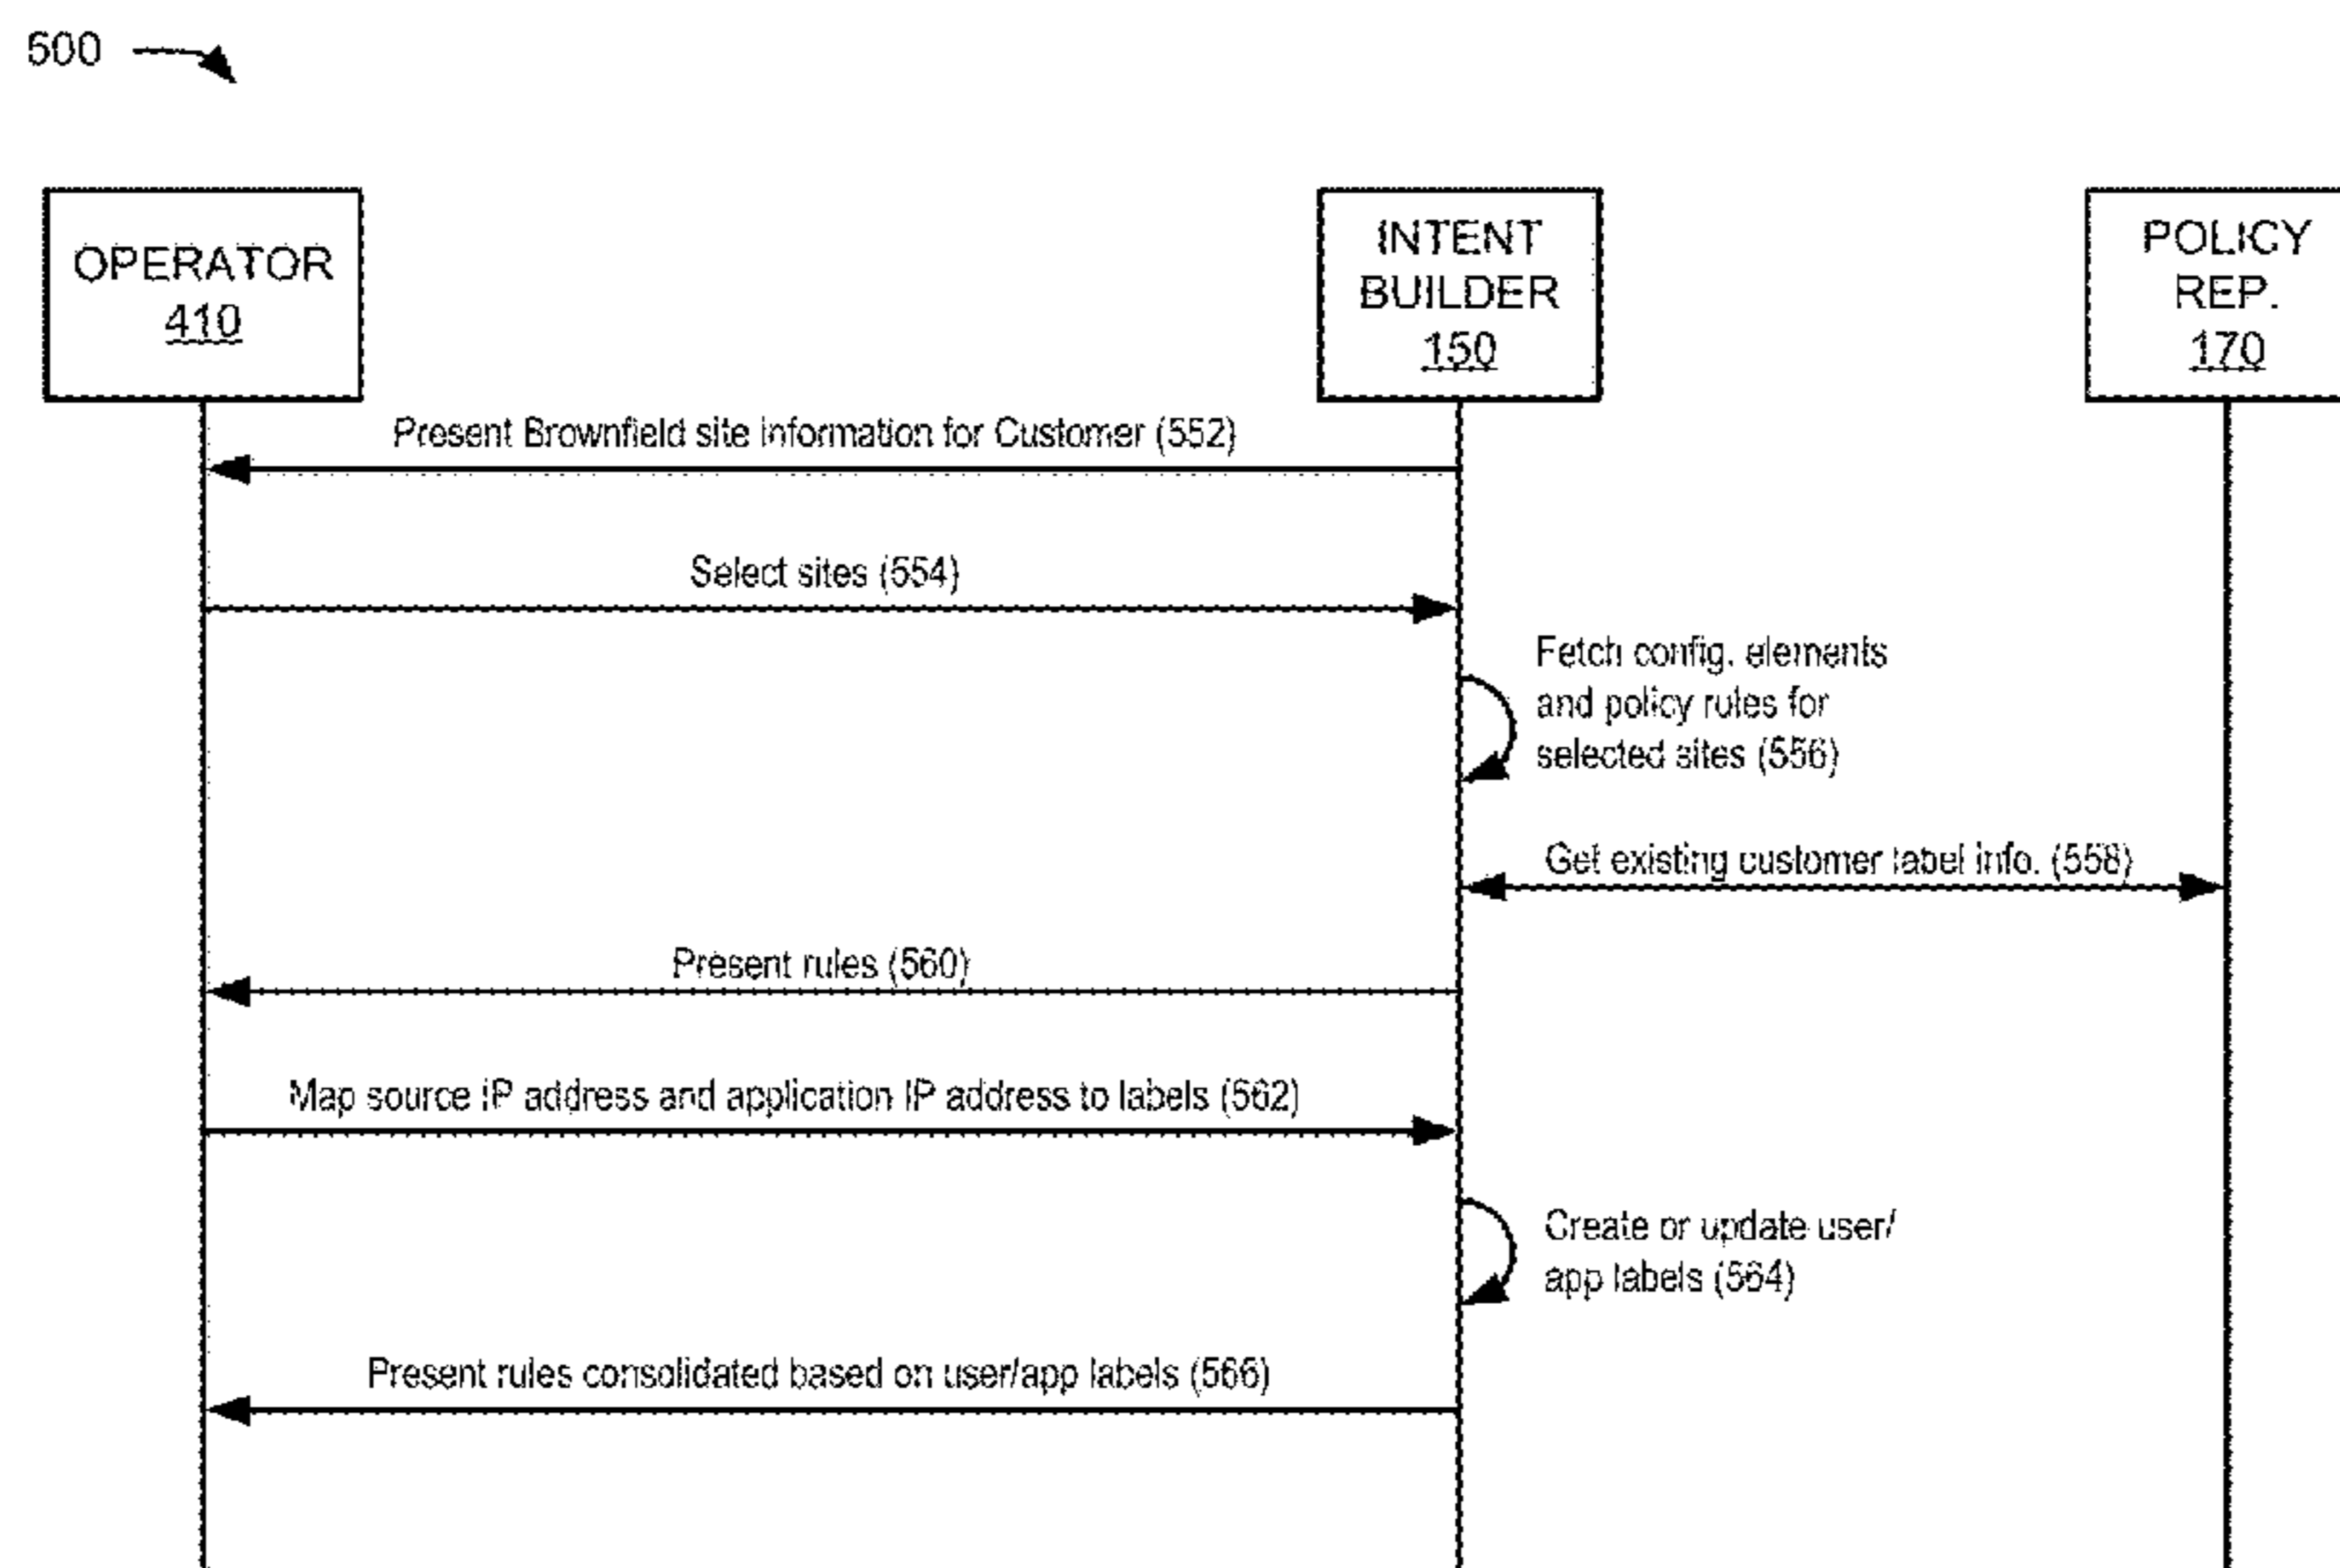 500
OPERATOR
410
INTENT
BUILDER
150
POLICY
REP.
170
Present Brownfield site information for Customer (552)
Select sites (554)
Fetch config. elements
and policy rules for
selected sites (556)
Get existing customer label info. (558)
Present rules (560)
Map source IP address and application IP address to labels (562)
Create or update user/
app labels (564)
Present rules consolidated based on user/app labels (566)